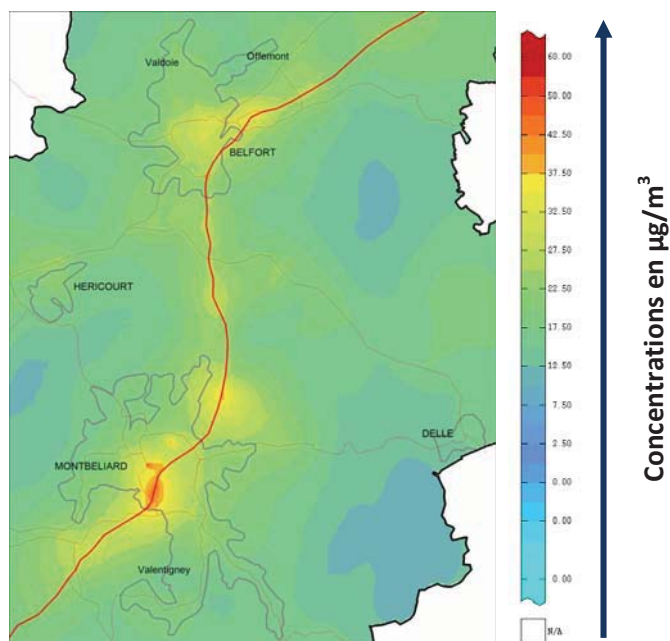 Valdoie
Offemont
BELFORT
HERICOURT
DELLE
MONTBELIARD
Valentigney
60.00
50.00
42.50
37.50
32.50
27.50
22.50
17.50
12.50
7.50
2.50
0.00
0.00
0.00
N/A
Concentrations en µg/m³